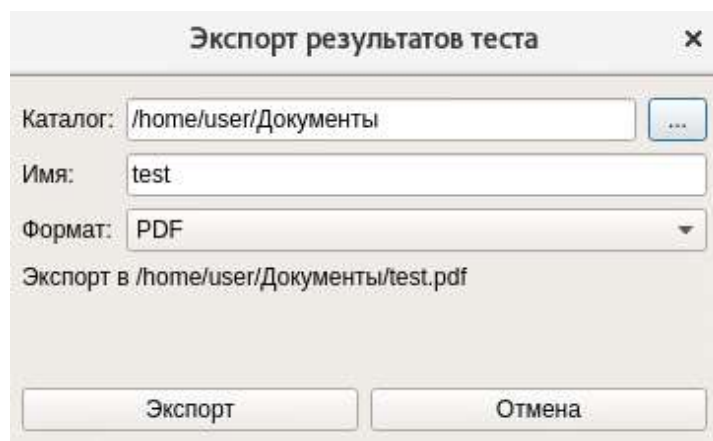 Экспорт результатов теста ×
Каталог: /home/user/Документы ...
Имя: test
Формат: PDF
Экспорт в /home/user/Документы/test.pdf
Экспорт Отмена